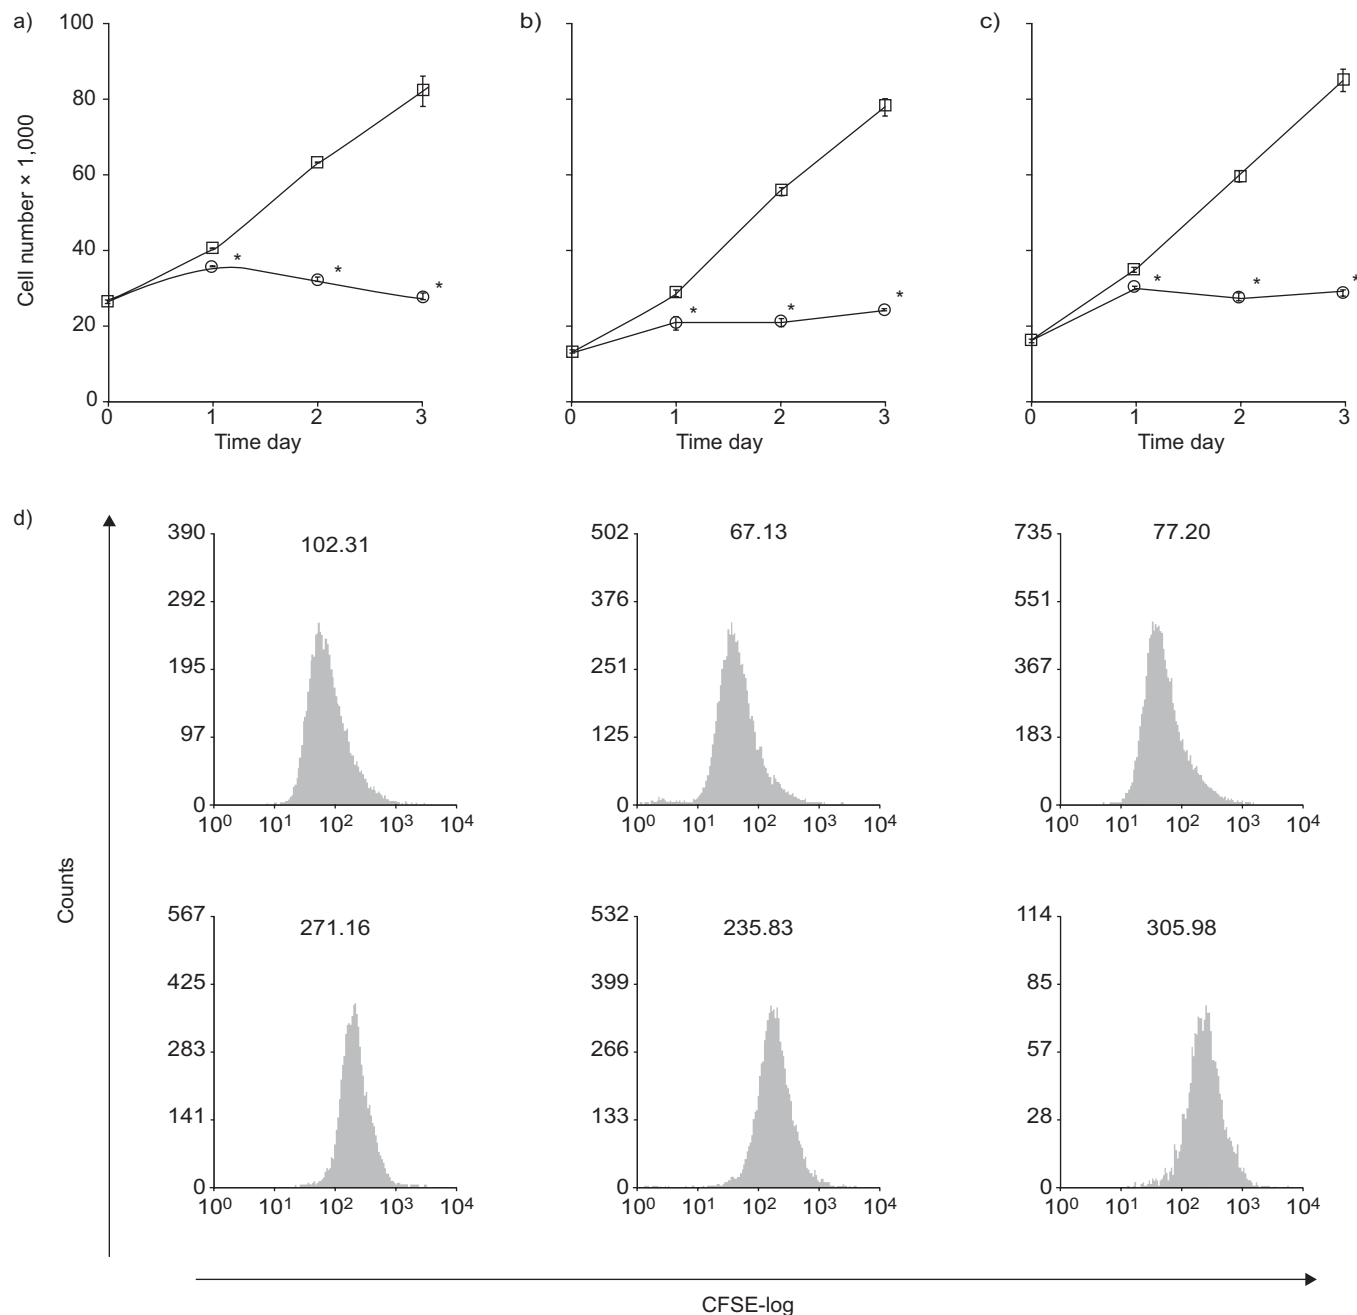 a) b) c)
Cell number × 1,000
100
80
60
40
20
0
* * *
* * *
* * *
0 1 2 3
0 1 2 3
0 1 2 3
Time day
Time day
Time day
d)
Counts
102.31
390
292
195
97
0
10⁰ 10¹ 10² 10³ 10⁴
67.13
502
376
251
125
0
10⁰ 10¹ 10² 10³ 10⁴
77.20
735
551
367
183
0
10⁰ 10¹ 10² 10³ 10⁴
271.16
567
425
283
141
0
10⁰ 10¹ 10² 10³ 10⁴
235.83
532
399
266
133
0
10⁰ 10¹ 10² 10³ 10⁴
305.98
114
85
57
28
0
10⁰ 10¹ 10² 10³ 10⁴
CFSE-log